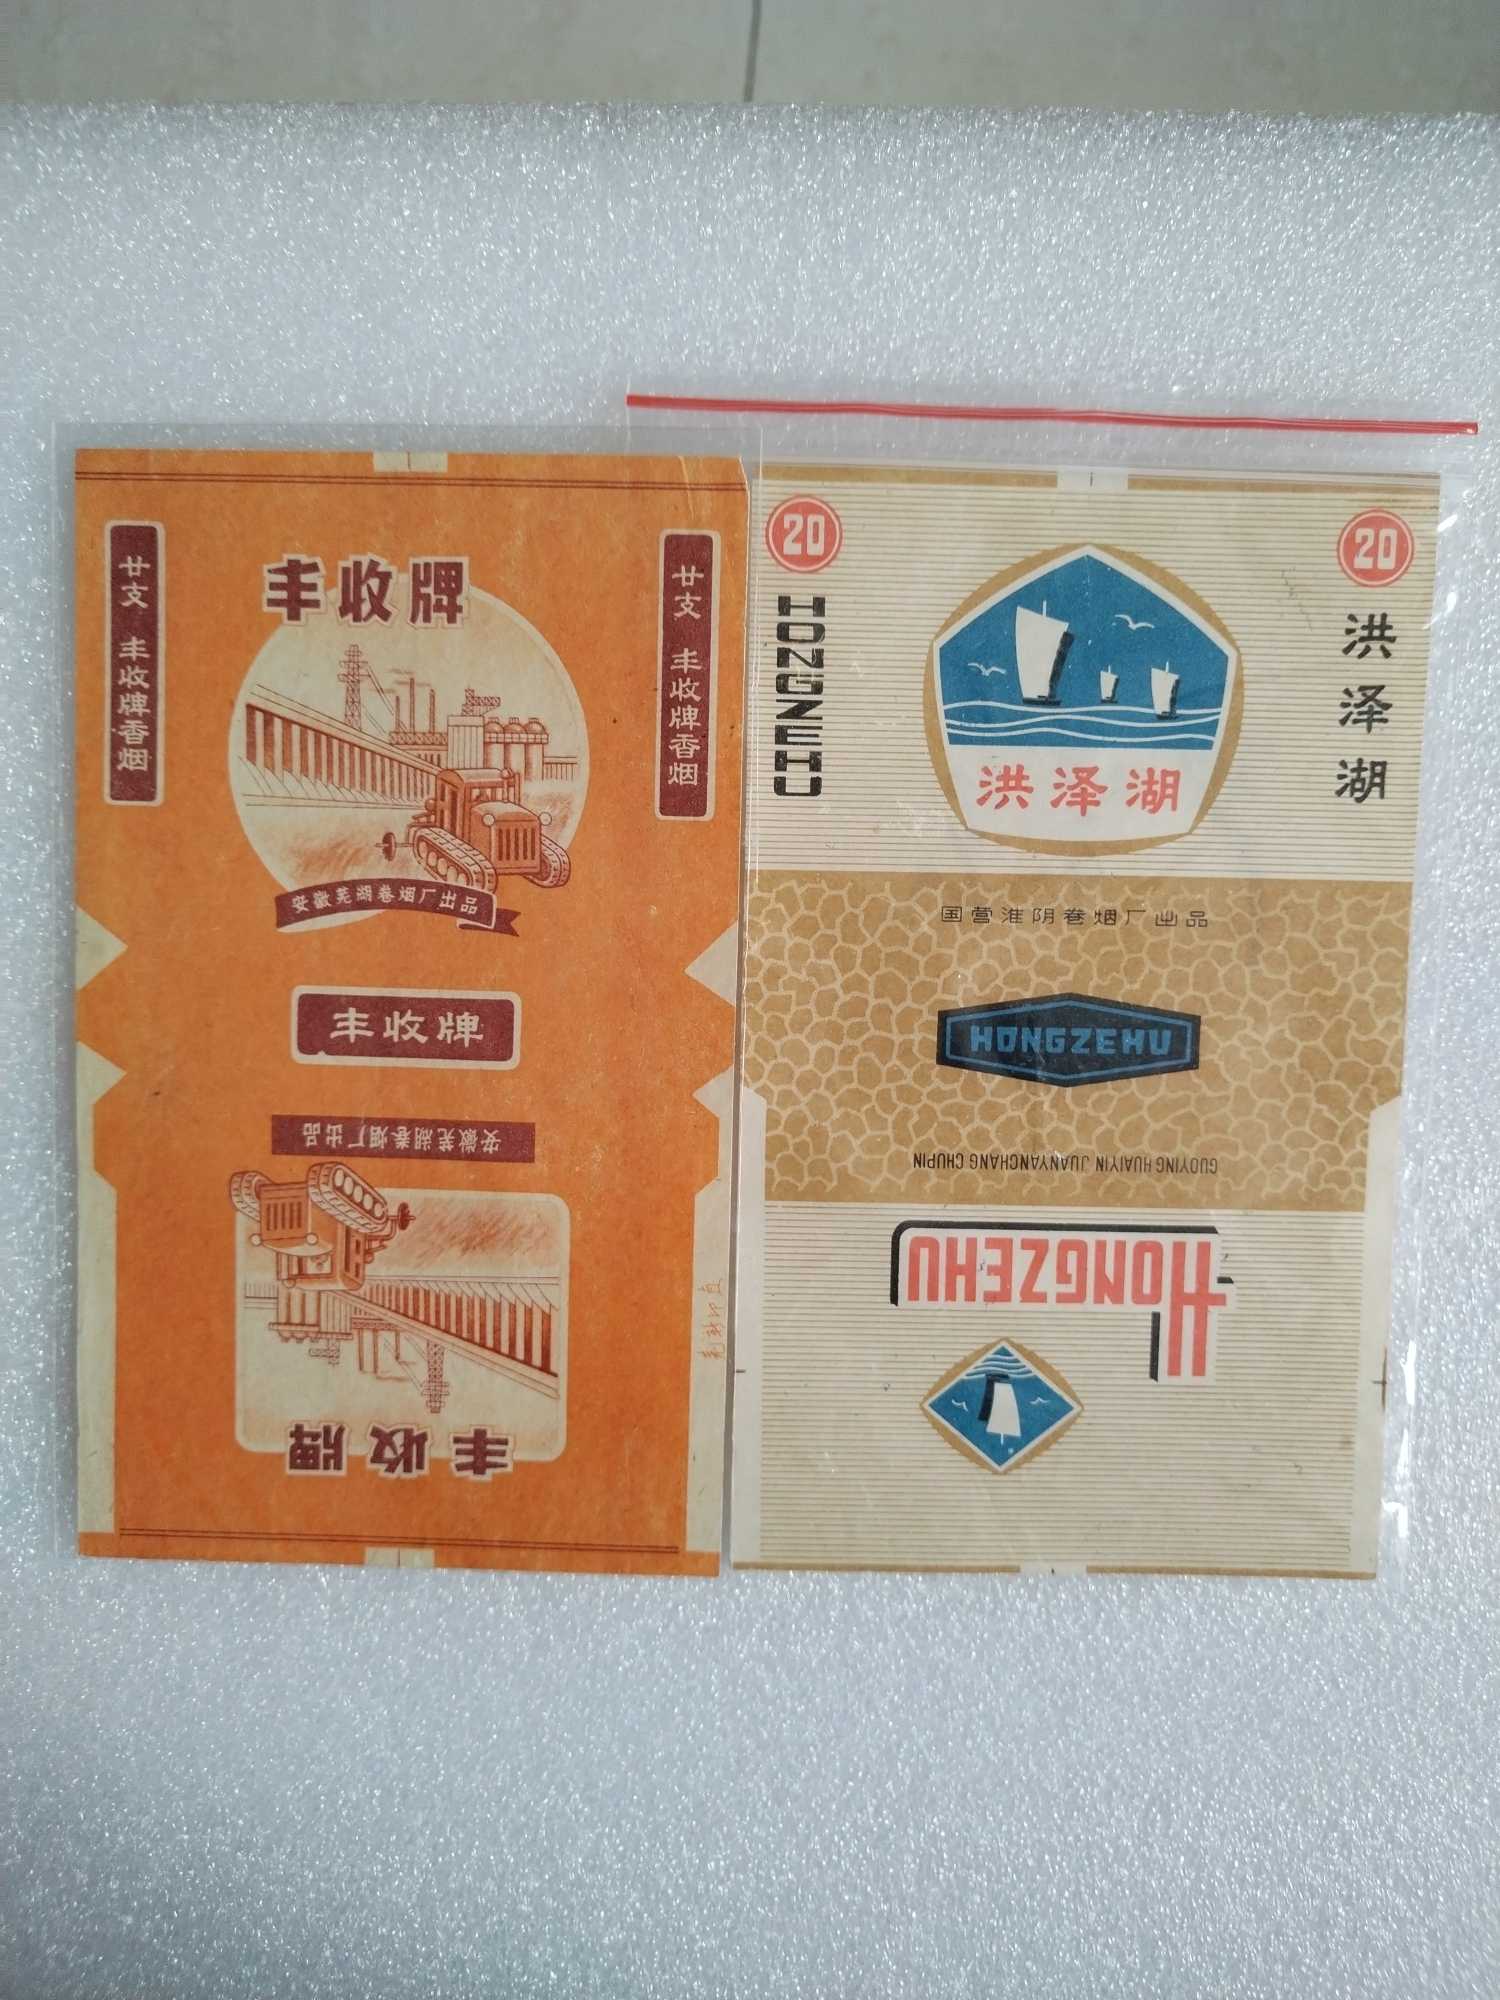 丰收牌
廿支 丰收牌香烟
廿支 丰收牌香烟
安徽芜湖卷烟厂出品
丰收牌
安徽芜湖卷烟厂出品
丰收牌
20
20
HONGZEHU
洪泽湖
洪泽湖
国营淮阴卷烟厂出品
HONGZEHU
GUOYING HUAIYIN JUANYANCHANG CHUPIN
HONGZEHU